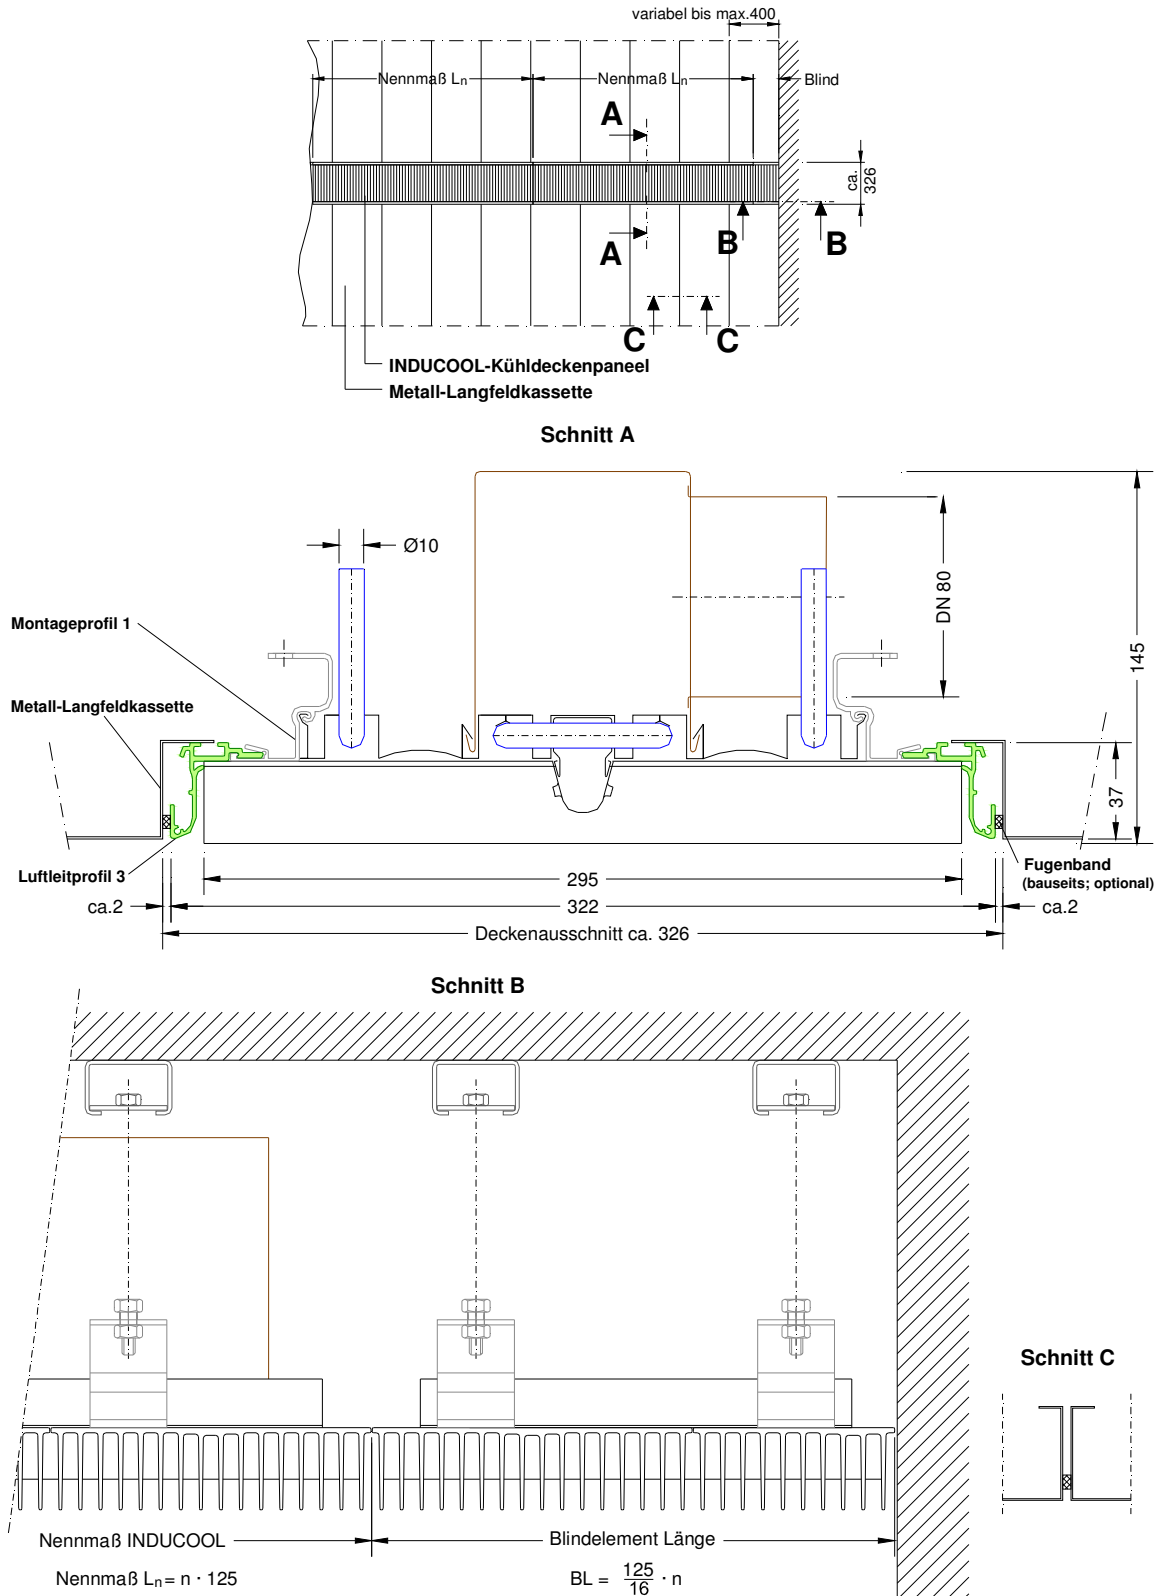 variabel bis max.400
Nennmaß Ln
Nennmaß Ln
Blind
A
ca.
326
A
B
B
C
C
INDUCOOL-Kühldeckenpaneel
Metall-Langfeldkassette
Schnitt A
Ø10
DN 80
145
Montageprofil 1
Metall-Langfeldkassette
37
Luftleitprofil 3
Fugenband
(bauseits; optional)
295
ca.2
322
ca.2
Deckenausschnitt ca. 326
Schnitt B
Schnitt C
Nennmaß INDUCOOL
Blindelement Länge
Nennmaß Ln = n · 125
BL = 125/16 · n